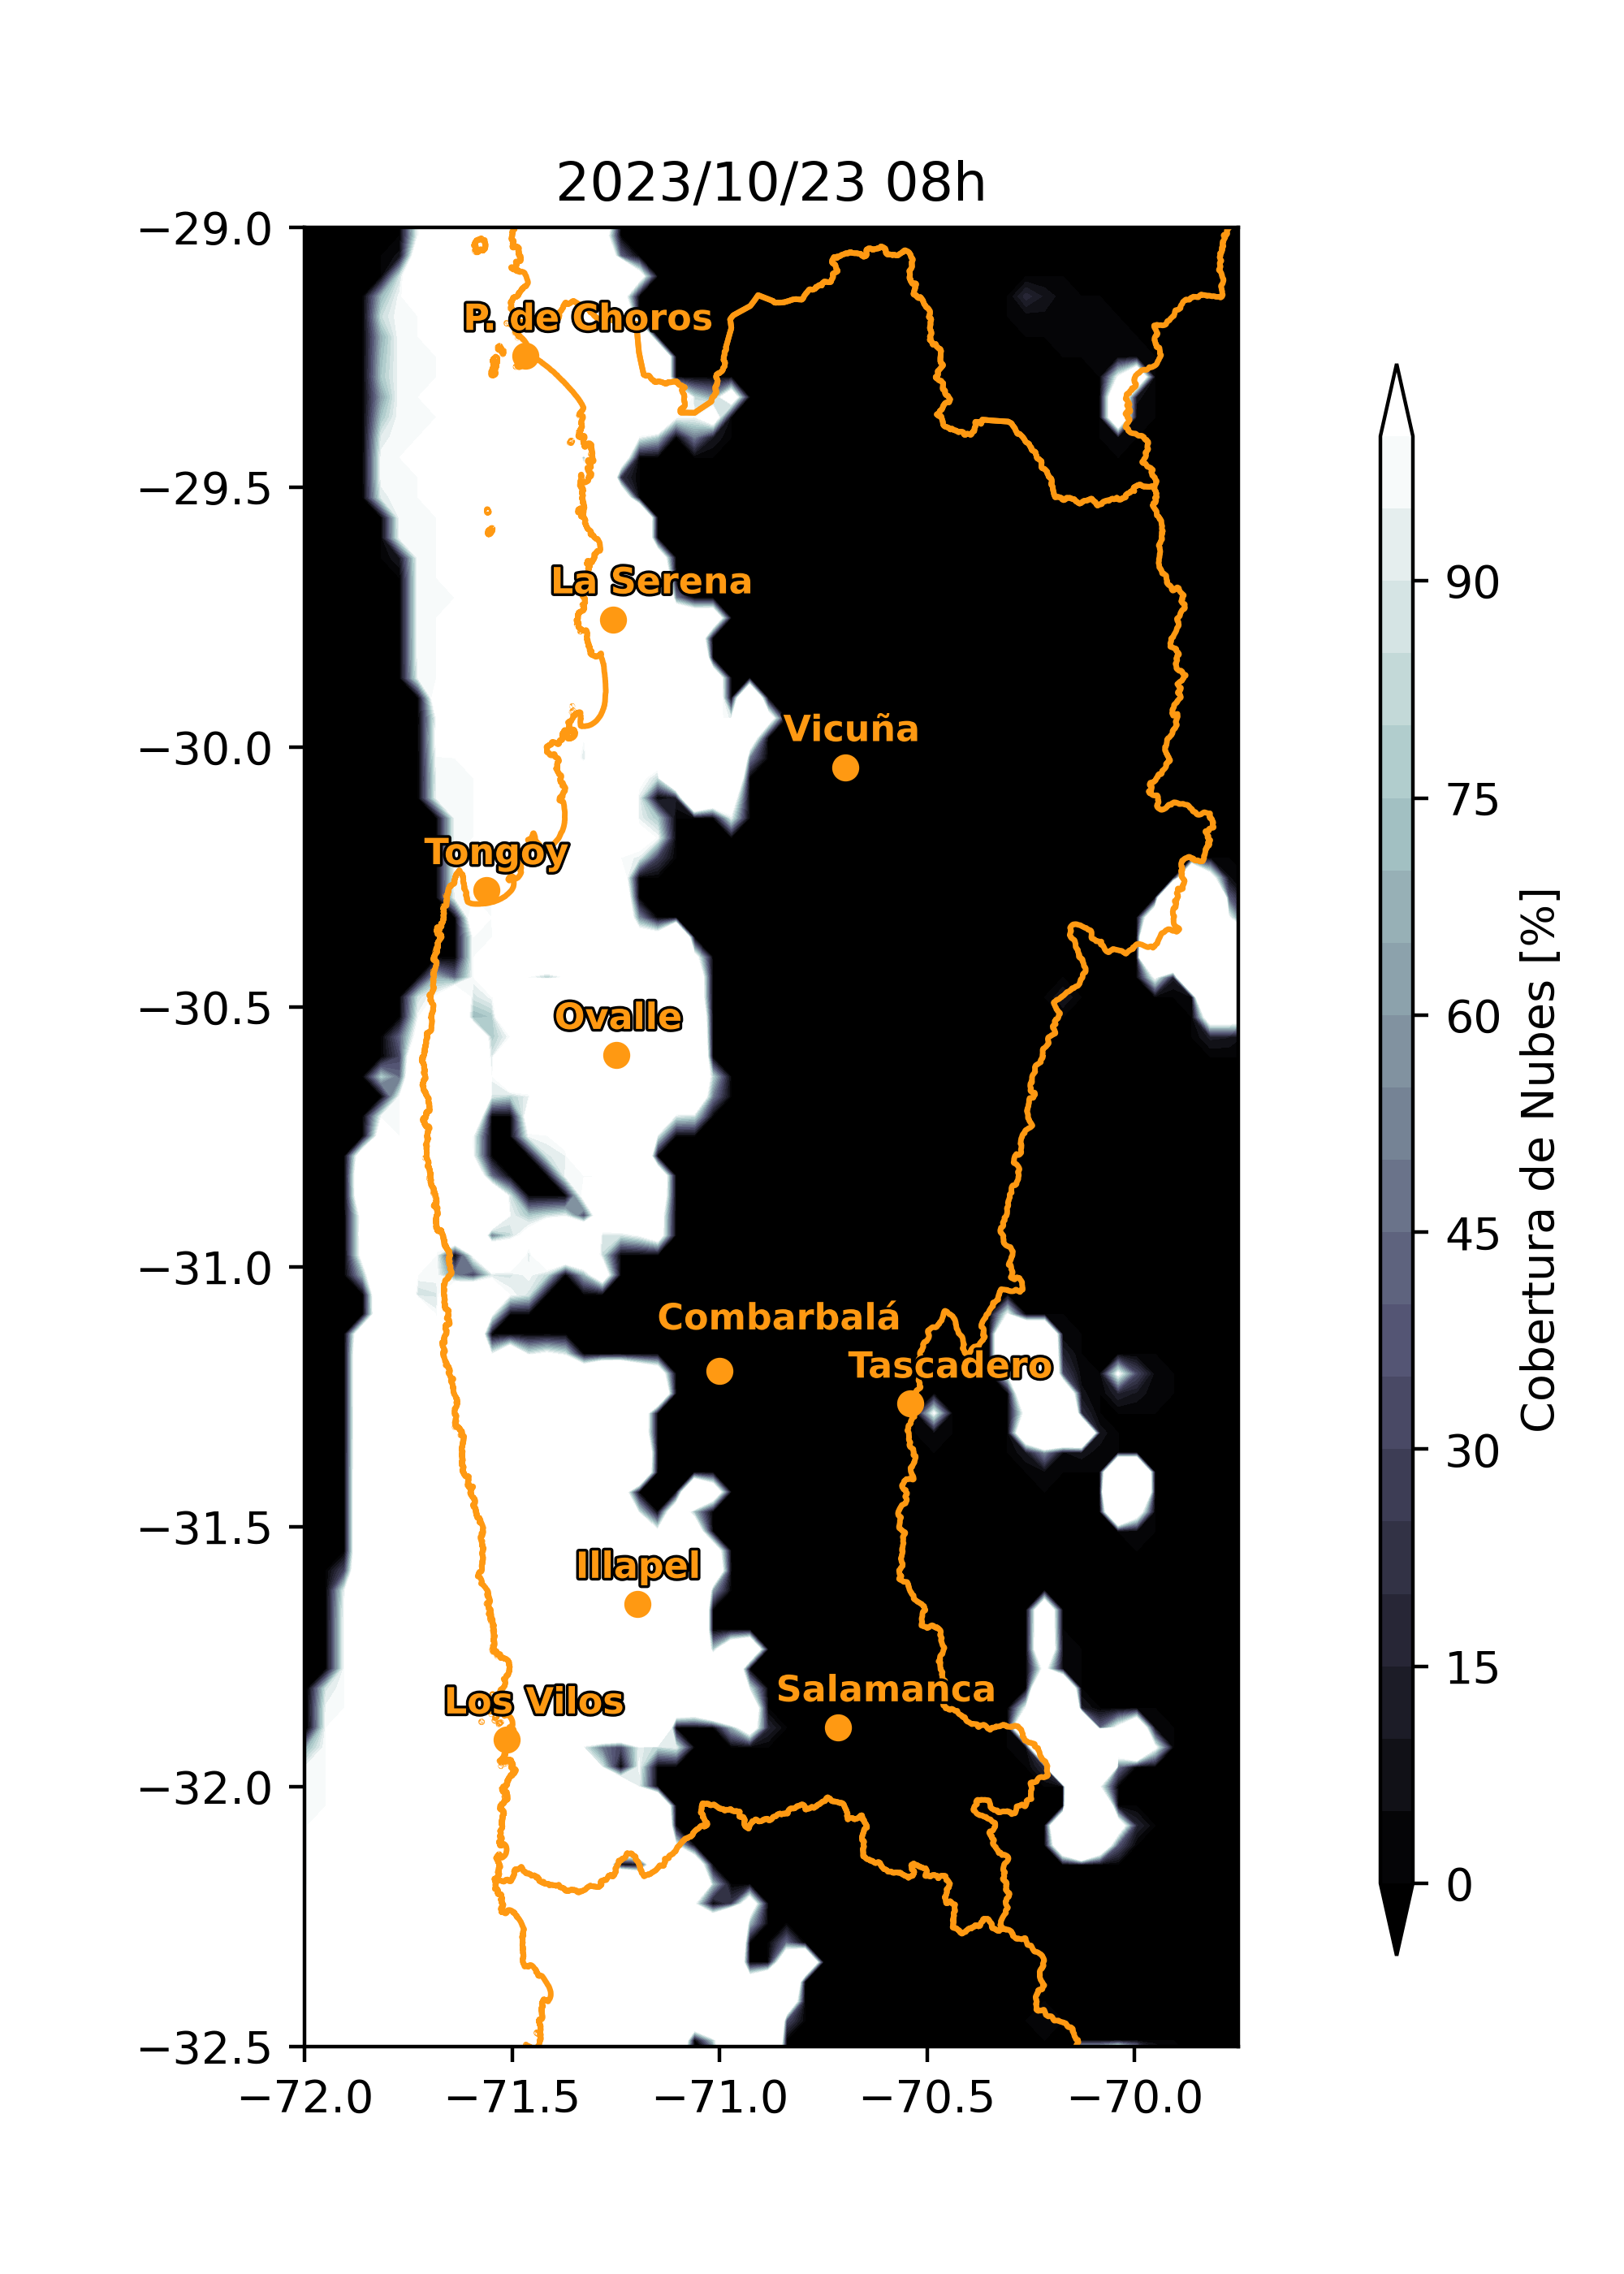 2023/10/23 08h
−29.0
−29.5
−30.0
−30.5
−31.0
−31.5
−32.0
−32.5
−72.0
−71.5
−71.0
−70.5
−70.0
P. de Choros
La Serena
Vicuña
Tongoy
Ovalle
Combarbalá
Tascadero
Illapel
Salamanca
Los Vilos
90
75
60
45
30
15
0
Cobertura de Nubes [%]